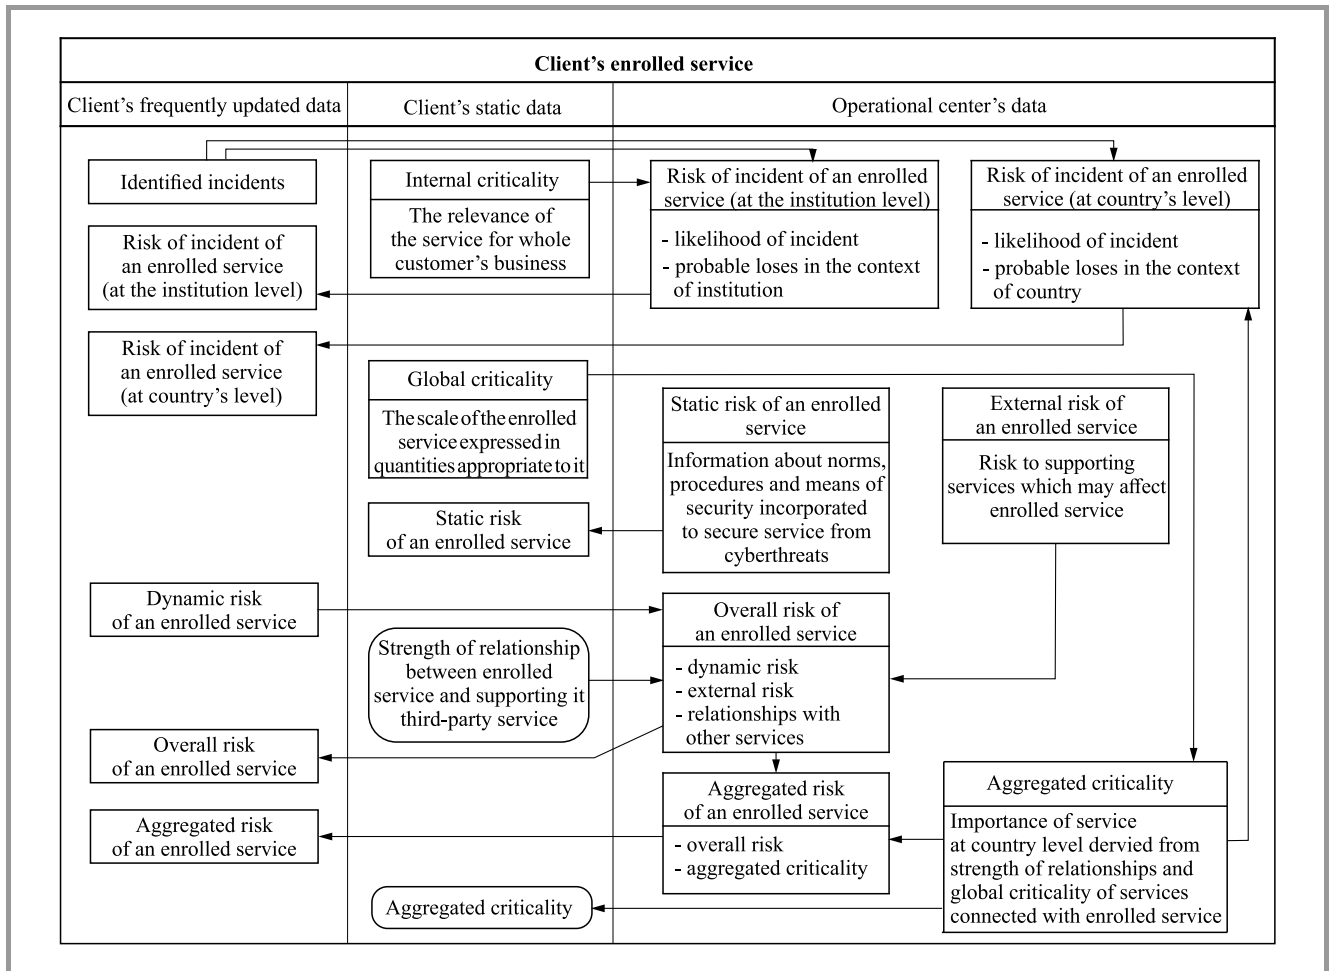 Client's enrolled service
Client's frequently updated data
Client's static data
Operational center's data
Identified incidents
Risk of incident of
an enrolled service
(at the institution level)
Risk of incident of
an enrolled service
(at country's level)
Dynamic risk
of an enrolled service
Overall risk
of an enrolled service
Aggregated risk
of an enrolled service
Internal criticality
The relevance of
the service for whole
customer's business
Global criticality
The scale of the enrolled
service expressed in
quantities appropriate to it
Static risk
of an enrolled service
Strength of relationship
between enrolled
service and supporting it
third-party service
Aggregated criticality
Risk of incident of an enrolled
service (at the institution level)
- likelihood of incident
- probable loses in the context
of institution
Risk of incident of an enrolled
service (at country's level)
- likelihood of incident
- probable loses in the context
of country
Static risk of an enrolled
service
Information about norms,
procedures and means of
security incorporated
to secure service from
cyberthreats
External risk of
an enrolled service
Risk to supporting
services which may affect
enrolled service
Overall risk of
an enrolled service
- dynamic risk
- external risk
- relationships with
other services
Aggregated risk
of an enrolled service
- overall risk
- aggregated criticality
Aggregated criticality
Importance of service
at country level dervied from
strength of relationships and
global criticality of services
connected with enrolled service